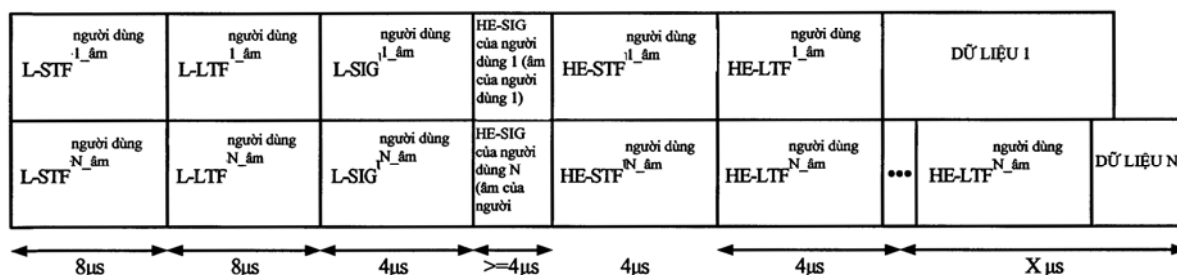 L-STF người dùng 1_âm
L-LTF người dùng 1_âm
L-SIG người dùng 1_âm
HE-SIG
của người
dùng 1 (âm
của người
dùng 1)
HE-STF người dùng 1_âm
HE-LTF người dùng 1_âm
DỮ LIỆU 1
L-STF người dùng N_âm
L-LTF người dùng N_âm
L-SIG người dùng N_âm
HE-SIG
của người
dùng N
(âm của
người
HE-STF người dùng N_âm
HE-LTF người dùng N_âm
•••
HE-LTF người dùng N_âm
DỮ LIỆU N
8μs
8μs
4μs
>=4μs
4μs
4μs
X μs